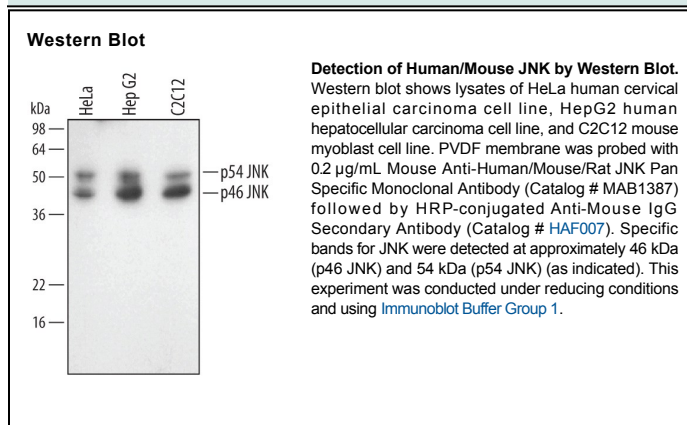 Western Blot
HeLa
Hep G2
C2C12
kDa
98
64
50
36
22
16
p54 JNK
p46 JNK
Detection of Human/Mouse JNK by Western Blot.
Western blot shows lysates of HeLa human cervical
epithelial carcinoma cell line, HepG2 human
hepatocellular carcinoma cell line, and C2C12 mouse
myoblast cell line. PVDF membrane was probed with
0.2 µg/mL Mouse Anti-Human/Mouse/Rat JNK Pan
Specific Monoclonal Antibody (Catalog # MAB1387)
followed by HRP-conjugated Anti-Mouse IgG
Secondary Antibody (Catalog # HAF007). Specific
bands for JNK were detected at approximately 46 kDa
(p46 JNK) and 54 kDa (p54 JNK) (as indicated). This
experiment was conducted under reducing conditions
and using Immunoblot Buffer Group 1.